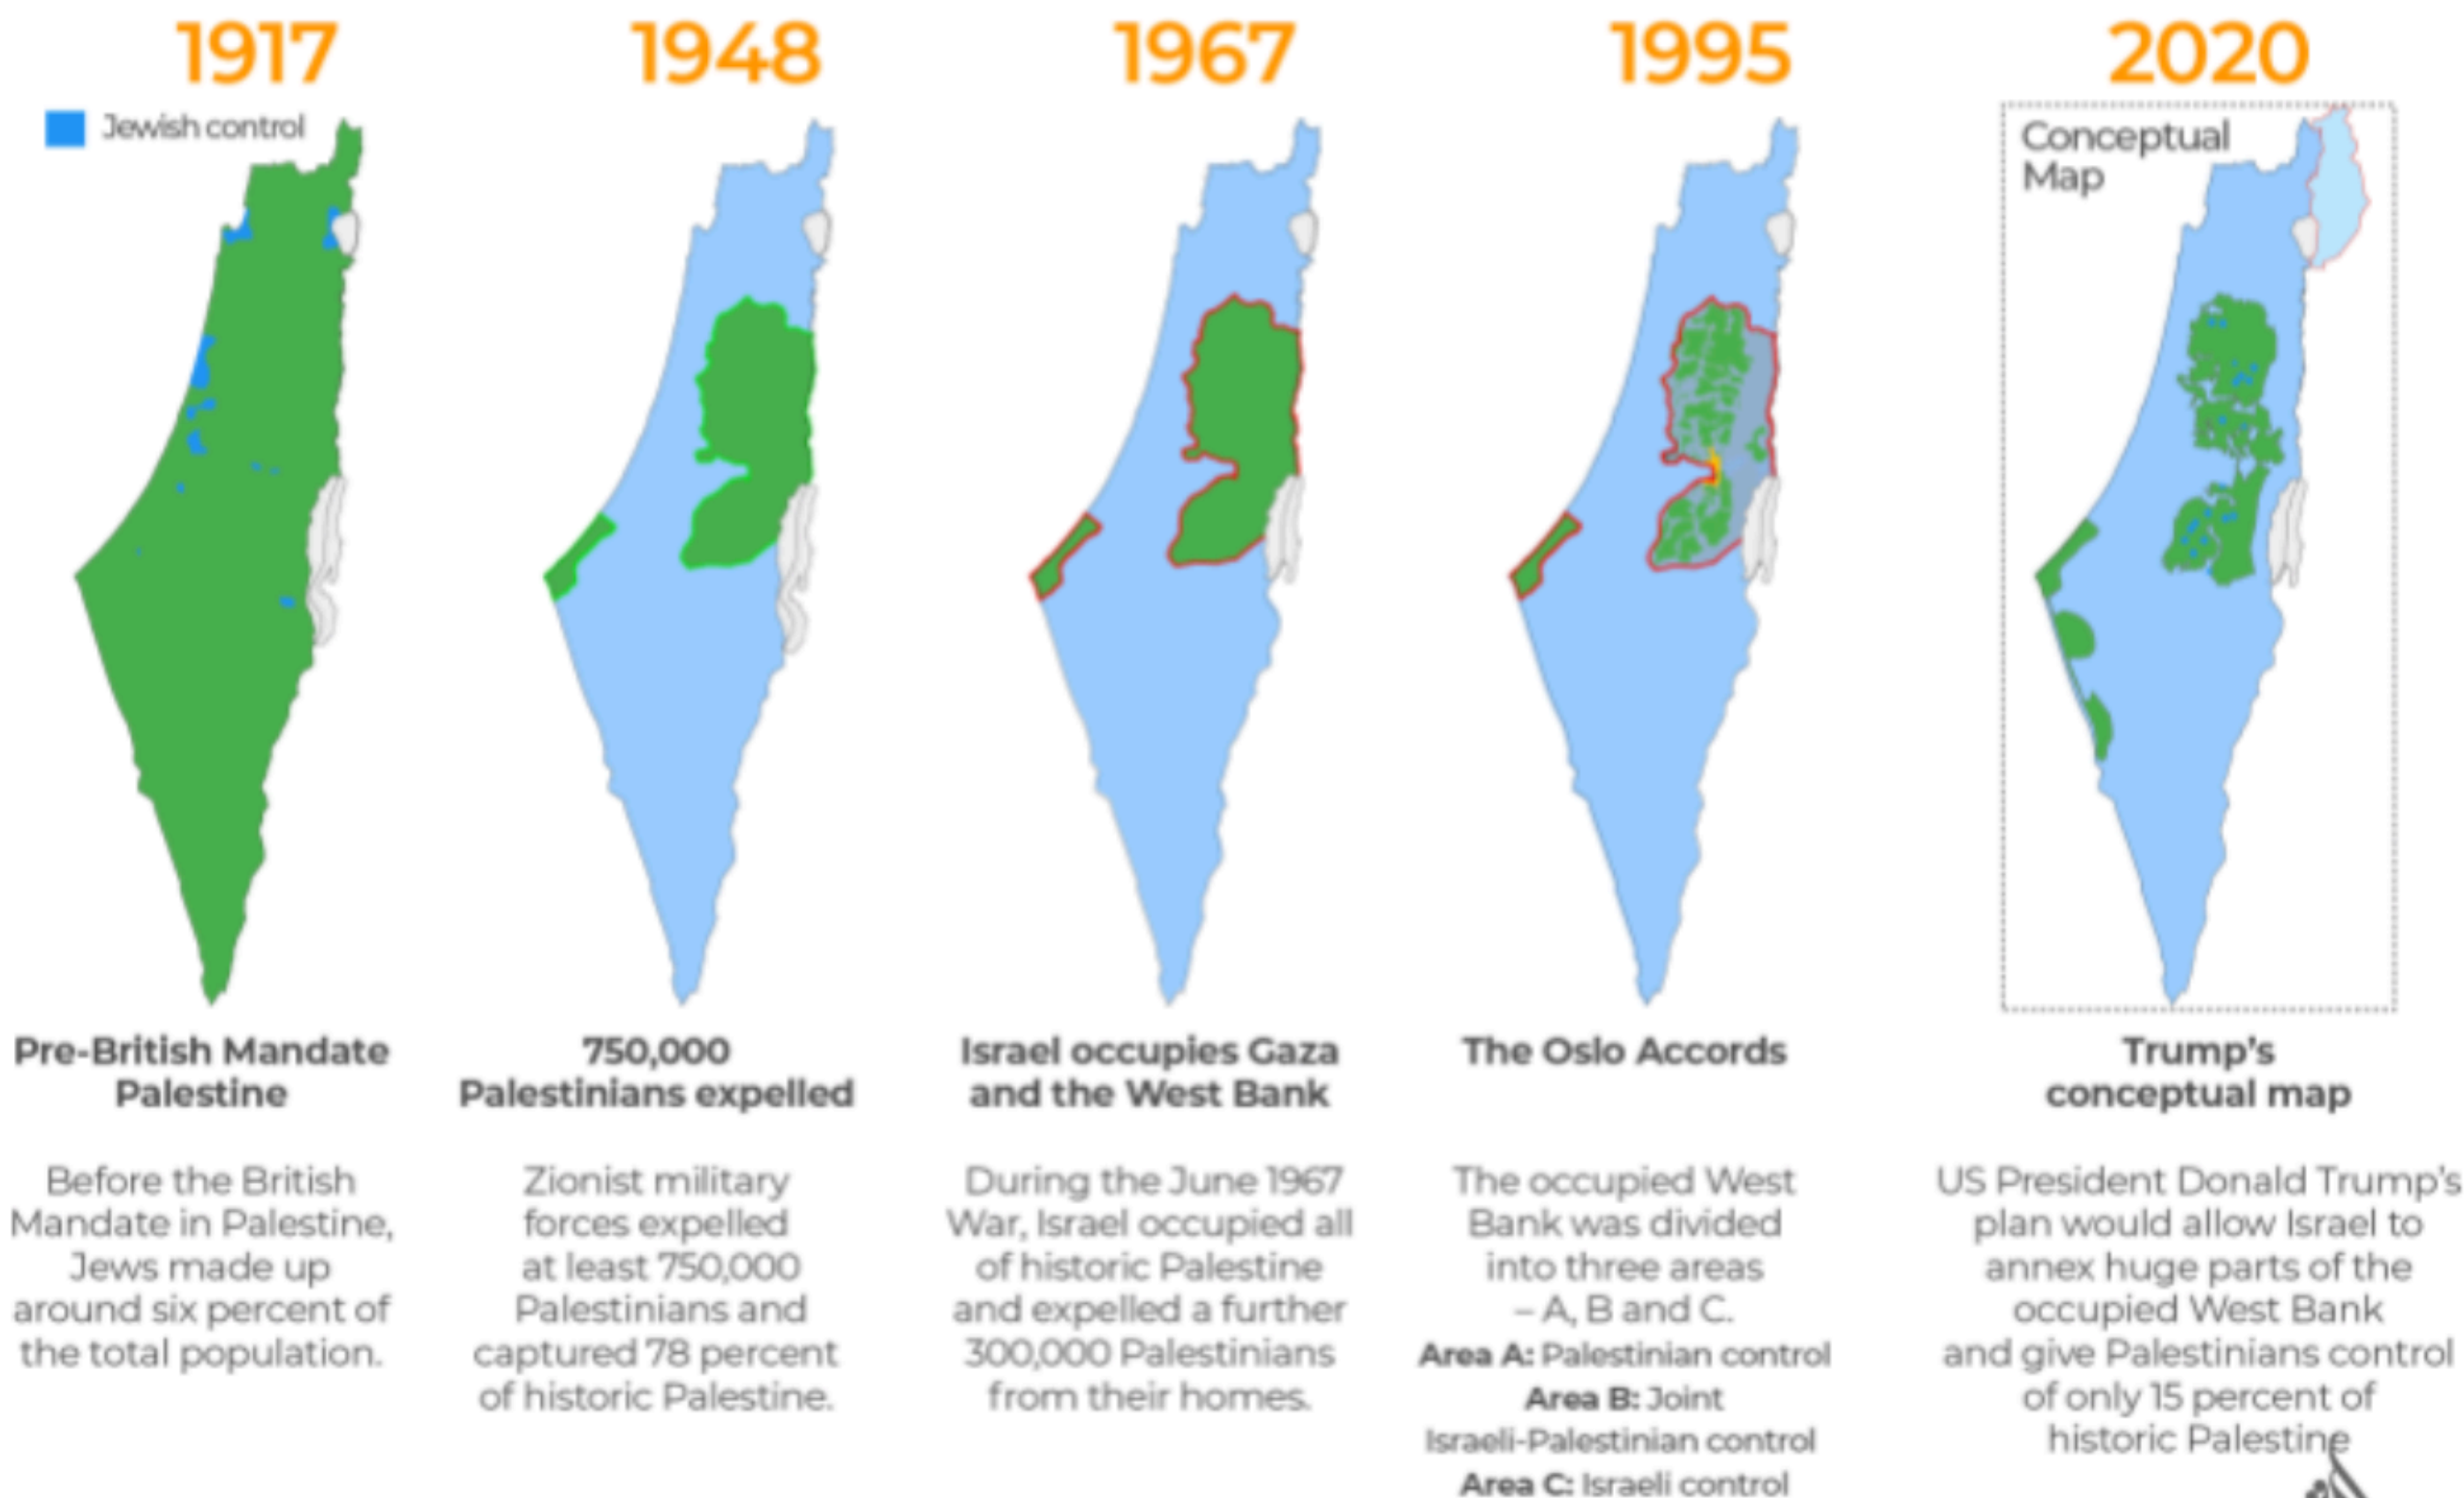 1917
Jewish control
Pre-British Mandate
Palestine
Before the British
Mandate in Palestine,
Jews made up
around six percent of
the total population.
1948
750,000
Palestinians expelled
Zionist military
forces expelled
at least 750,000
Palestinians and
captured 78 percent
of historic Palestine.
1967
Israel occupies Gaza
and the West Bank
During the June 1967
War, Israel occupied all
of historic Palestine
and expelled a further
300,000 Palestinians
from their homes.
1995
The Oslo Accords
The occupied West
Bank was divided
into three areas
– A, B and C.
Area A: Palestinian control
Area B: Joint
Israeli-Palestinian control
Area C: Israeli control
2020
Conceptual
Map
Trump's
conceptual map
US President Donald Trump's
plan would allow Israel to
annex huge parts of the
occupied West Bank
and give Palestinians control
of only 15 percent of
historic Palestine